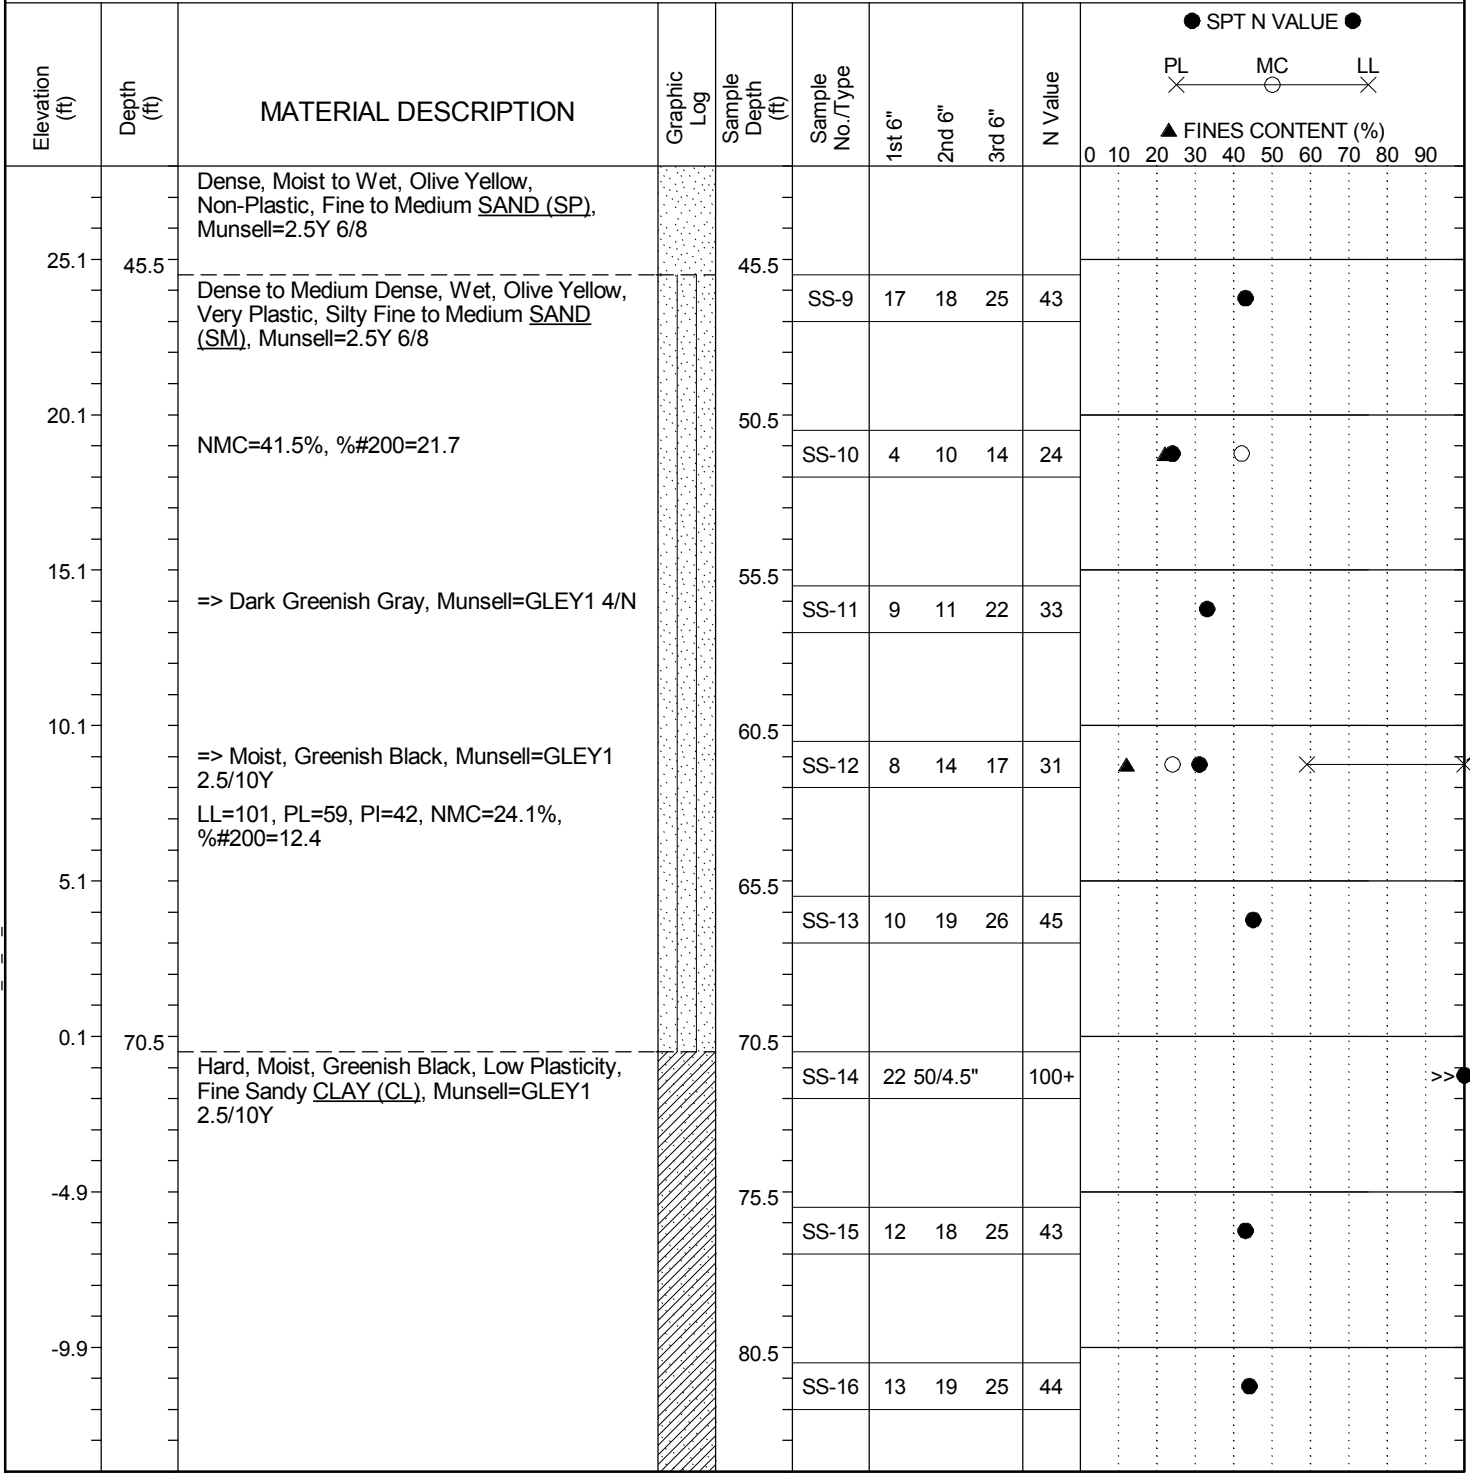 ● SPT N VALUE ●
PL MC LL
▲ FINES CONTENT (%)
0 10 20 30 40 50 60 70 80 90
Elevation
(ft)
Depth
(ft)
MATERIAL DESCRIPTION
Graphic
Log
Sample
Depth
(ft)
Sample
No./Type
1st 6"
2nd 6"
3rd 6"
N Value
Dense, Moist to Wet, Olive Yellow,
Non-Plastic, Fine to Medium SAND (SP),
Munsell=2.5Y 6/8
25.1 45.5 45.5
Dense to Medium Dense, Wet, Olive Yellow,
Very Plastic, Silty Fine to Medium SAND
(SM), Munsell=2.5Y 6/8
SS-9 17 18 25 43
20.1 50.5
NMC=41.5%, %#200=21.7
SS-10 4 10 14 24
15.1 55.5
=> Dark Greenish Gray, Munsell=GLEY1 4/N
SS-11 9 11 22 33
10.1 60.5
=> Moist, Greenish Black, Munsell=GLEY1
2.5/10Y
SS-12 8 14 17 31
LL=101, PL=59, PI=42, NMC=24.1%,
%#200=12.4
5.1 65.5
SS-13 10 19 26 45
0.1 70.5 70.5
Hard, Moist, Greenish Black, Low Plasticity,
Fine Sandy CLAY (CL), Munsell=GLEY1
2.5/10Y
SS-14 22 50/4.5" 100+ >>
-4.9 75.5
SS-15 12 18 25 43
-9.9 80.5
SS-16 13 19 25 44